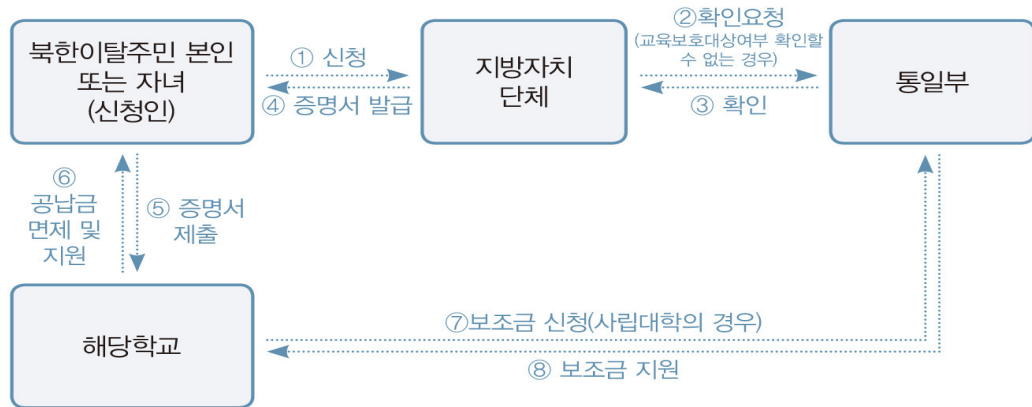 북한이탈주민 본인
또는 자녀
(신청인)
① 신청
④ 증명서 발급
지방자치
단체
②확인요청
(교육보호대상여부 확인할
수 없는 경우)
③ 확인
통일부
⑥
공납금
면제 및
지원
⑤ 증명서
제출
해당학교
⑦보조금 신청(사립대학의 경우)
⑧ 보조금 지원